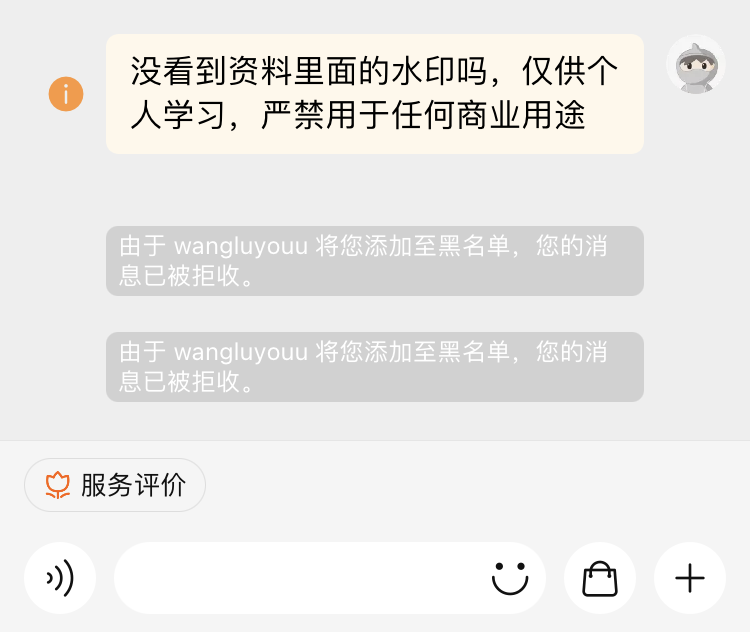 没看到资料里面的水印吗，仅供个
人学习，严禁用于任何商业用途
由于 wangluyouu 将您添加至黑名单，您的消
息已被拒收。
由于 wangluyouu 将您添加至黑名单，您的消
息已被拒收。
服务评价